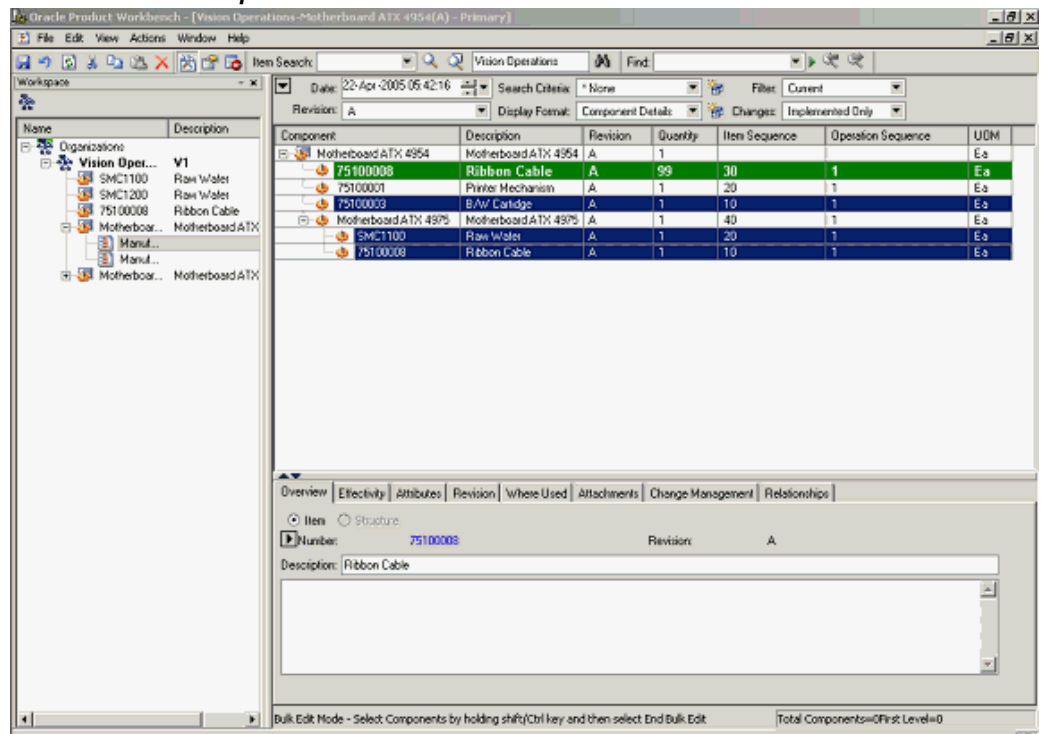 Oracle Product Workbench - [Vision Operations-Motherboard ATX 4954(A) - Primary]
File Edit View Actions Window Help
Item Search: Vision Operations Find:
Workspace
Date: 22-Apr-2005 05:42:16 Search Criteria: * None Filter: Current
Revision: A Display Format: Component Details Changes: Implemented Only
Name Description
Organizations
Vision Oper... V1
SMC1100 Raw Wafer
SMC1200 Raw Wafer
75100008 Ribbon Cable
Motherboar... Motherboard ATX
Manuf...
Manuf...
Motherboar... Motherboard ATX
Component Description Revision Quantity Item Sequence Operation Sequence UOM
Motherboard ATX 4954 Motherboard ATX 4954 A 1 Ea
75100008 Ribbon Cable A 99 30 1 Ea
75100001 Printer Mechanism A 1 20 1 Ea
75100003 B/W Cartidge A 1 10 1 Ea
Motherboard ATX 4975 Motherboard ATX 4975 A 1 40 1 Ea
SMC1100 Raw Wafer A 1 20 1 Ea
75100008 Ribbon Cable A 1 10 1 Ea
Overview Effectivity Attributes Revision Where Used Attachments Change Management Relationships
Item Structure
Number: 75100008 Revision: A
Description: Ribbon Cable
Bulk Edit Mode - Select Components by holding shift/Ctrl key and then select End Bulk Edit Total Components=0First Level=0